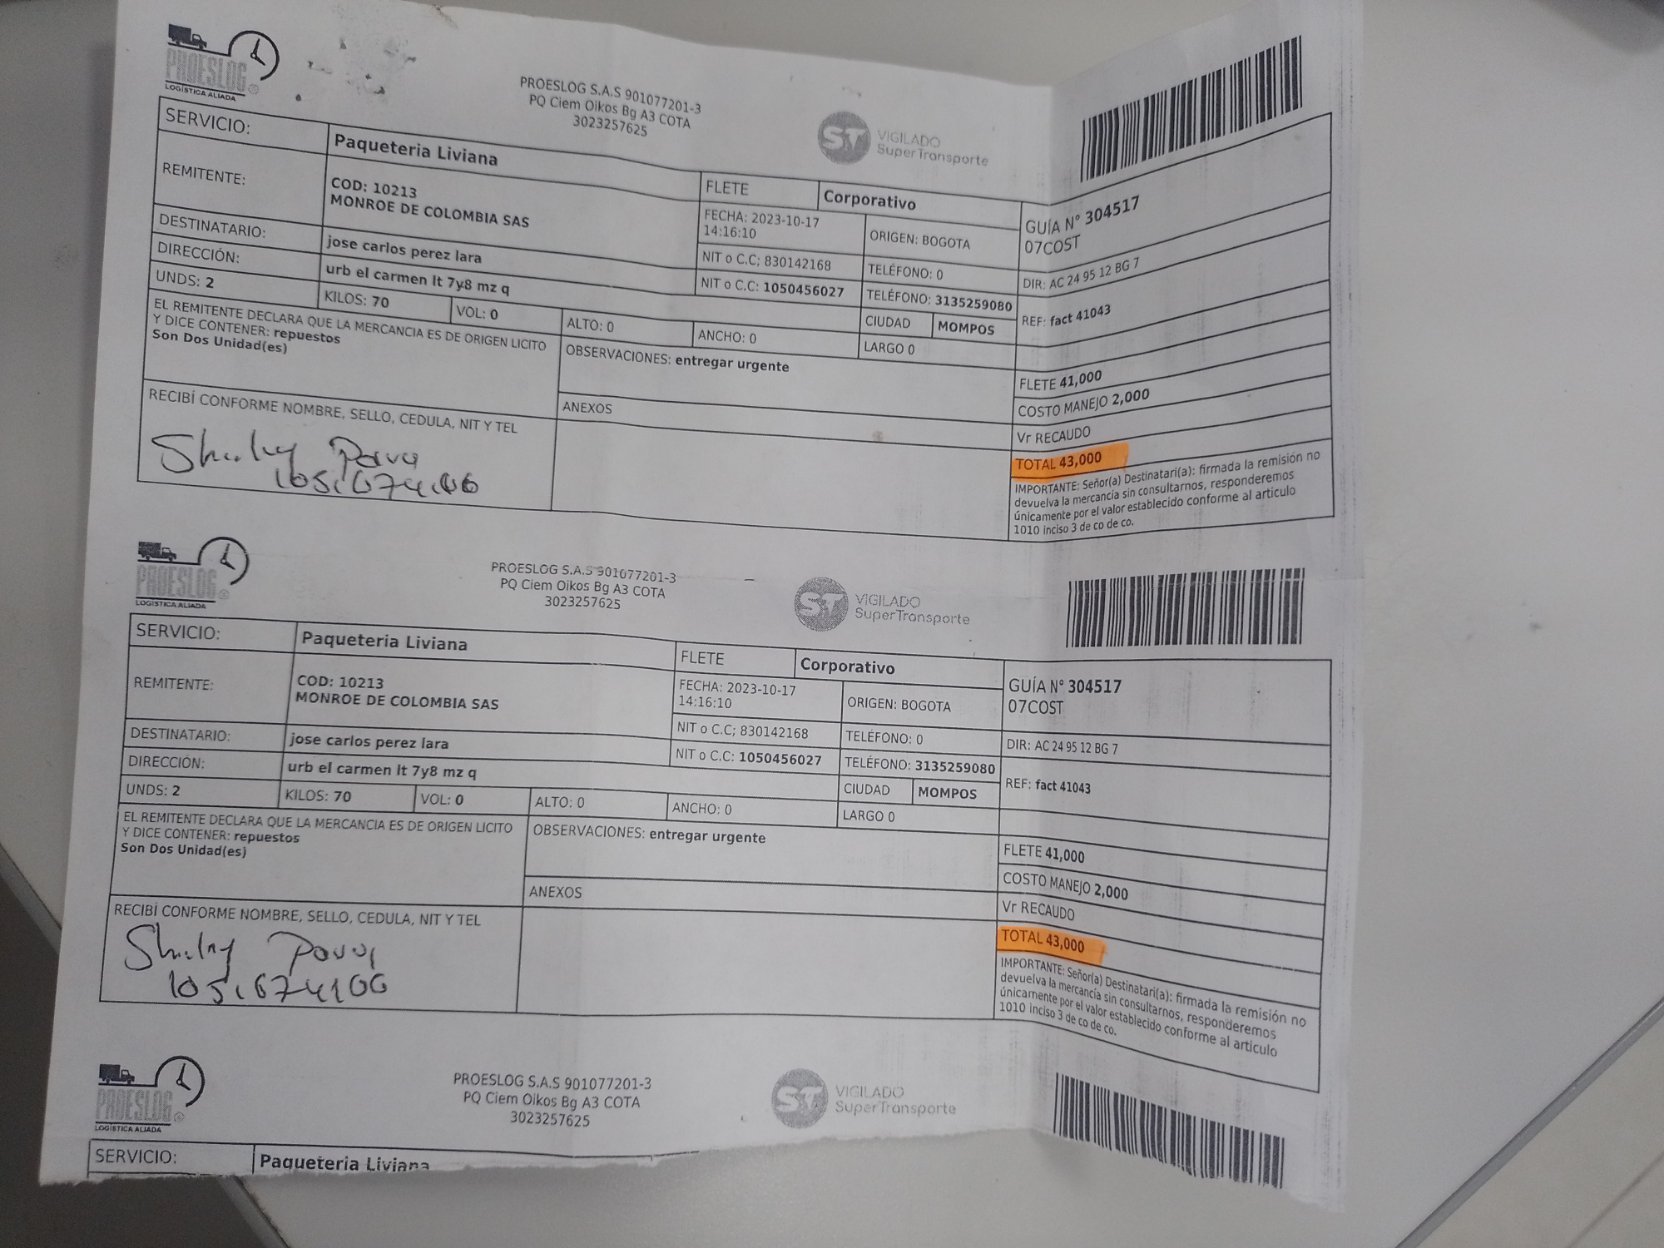 PROESLOG
LOGISTICA ALIADA
PROESLOG S.A.S 901077201-3
PQ Ciem Oikos Bg A3 COTA
3023257625
ST VIGILADO
SuperTransporte
SERVICIO: Paqueteria Liviana
FLETE Corporativo
REMITENTE: COD: 10213
MONROE DE COLOMBIA SAS
FECHA: 2023-10-17
14:16:10
ORIGEN: BOGOTA
GUÍA N° 304517
07COST
NIT o C.C; 830142168
TELÉFONO: 0
DIR: AC 24 95 12 BG 7
DESTINATARIO: jose carlos perez lara
NIT o C.C: 1050456027
TELÉFONO: 3135259080
DIRECCIÓN: urb el carmen lt 7y8 mz q
CIUDAD MOMPOS
REF: fact 41043
UNDS: 2
KILOS: 70
VOL: 0
ALTO: 0
ANCHO: 0
LARGO 0
EL REMITENTE DECLARA QUE LA MERCANCIA ES DE ORIGEN LICITO
Y DICE CONTENER: repuestos
Son Dos Unidad(es)
OBSERVACIONES: entregar urgente
ANEXOS
FLETE 41,000
COSTO MANEJO 2,000
Vr RECAUDO
TOTAL 43,000
RECIBÍ CONFORME NOMBRE, SELLO, CEDULA, NIT Y TEL
IMPORTANTE: Señor(a) Destinatari(a): firmada la remisión no
devuelva la mercancía sin consultarnos, responderemos
únicamente por el valor establecido conforme al articulo
1010 inciso 3 de co de co.
PROESLOG
LOGISTICA ALIADA
PROESLOG S.A.S 901077201-3
PQ Ciem Oikos Bg A3 COTA
3023257625
ST VIGILADO
SuperTransporte
SERVICIO: Paqueteria Liviana
FLETE Corporativo
REMITENTE: COD: 10213
MONROE DE COLOMBIA SAS
FECHA: 2023-10-17
14:16:10
ORIGEN: BOGOTA
GUÍA N° 304517
07COST
NIT o C.C; 830142168
TELÉFONO: 0
DIR: AC 24 95 12 BG 7
DESTINATARIO: jose carlos perez lara
NIT o C.C: 1050456027
TELÉFONO: 3135259080
DIRECCIÓN: urb el carmen lt 7y8 mz q
CIUDAD MOMPOS
REF: fact 41043
UNDS: 2
KILOS: 70
VOL: 0
ALTO: 0
ANCHO: 0
LARGO 0
EL REMITENTE DECLARA QUE LA MERCANCIA ES DE ORIGEN LICITO
Y DICE CONTENER: repuestos
Son Dos Unidad(es)
OBSERVACIONES: entregar urgente
ANEXOS
FLETE 41,000
COSTO MANEJO 2,000
Vr RECAUDO
TOTAL 43,000
RECIBÍ CONFORME NOMBRE, SELLO, CEDULA, NIT Y TEL
IMPORTANTE: Señor(a) Destinatari(a): firmada la remisión no
devuelva la mercancía sin consultarnos, responderemos
únicamente por el valor establecido conforme al articulo
1010 inciso 3 de co de co.
PROESLOG
LOGISTICA ALIADA
PROESLOG S.A.S 901077201-3
PQ Ciem Oikos Bg A3 COTA
3023257625
ST VIGILADO
SuperTransporte
SERVICIO: Paqueteria Liviana